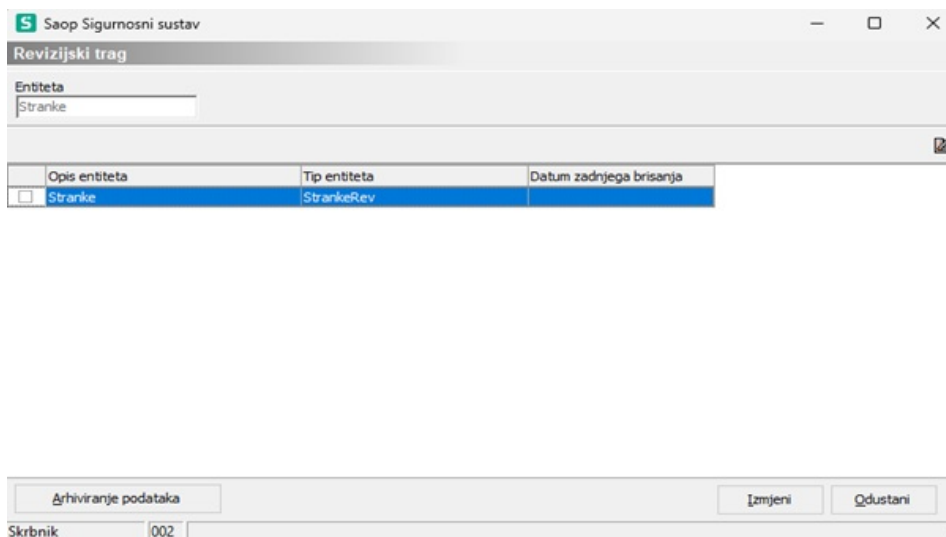 S Saop Sigurnosni sustav
Revizijski trag
Entiteta
Stranke
Opis entiteta Tip entiteta Datum zadnjega brisanja
Stranke StrankeRev
Arhiviranje podataka Izmjeni Odustani
Skrbnik 002